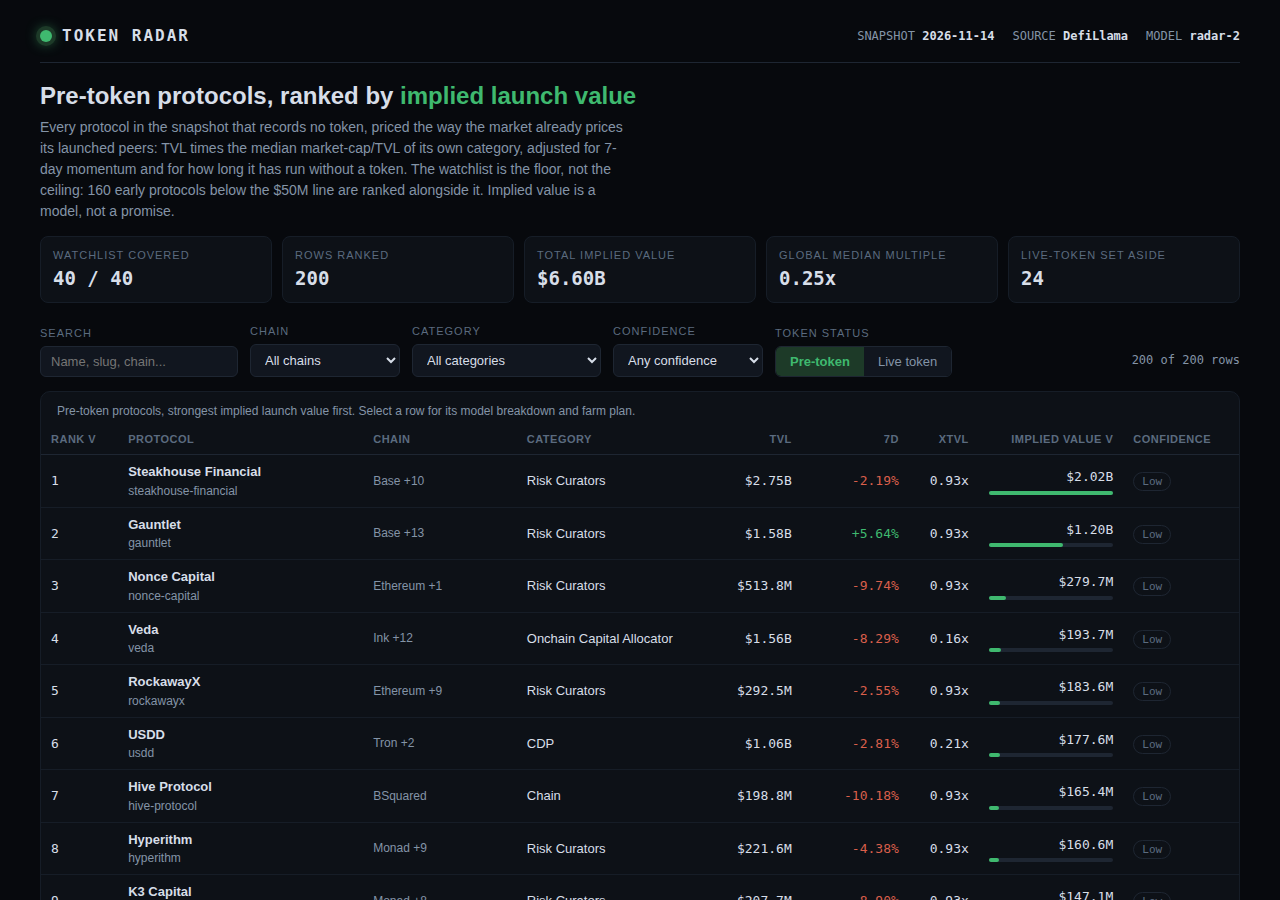 TOKEN RADAR
SNAPSHOT 2026-11-14 SOURCE DefiLlama MODEL radar-2
Pre-token protocols, ranked by implied launch value
Every protocol in the snapshot that records no token, priced the way the market already prices
its launched peers: TVL times the median market-cap/TVL of its own category, adjusted for 7-
day momentum and for how long it has run without a token. The watchlist is the floor, not the
ceiling: 160 early protocols below the $50M line are ranked alongside it. Implied value is a
model, not a promise.
WATCHLIST COVERED
40 / 40
ROWS RANKED
200
TOTAL IMPLIED VALUE
$6.60B
GLOBAL MEDIAN MULTIPLE
0.25x
LIVE-TOKEN SET ASIDE
24
SEARCH
Name, slug, chain...
CHAIN
All chains
CATEGORY
All categories
CONFIDENCE
Any confidence
TOKEN STATUS
Pre-token Live token
200 of 200 rows
Pre-token protocols, strongest implied launch value first. Select a row for its model breakdown and farm plan.
RANK V PROTOCOL CHAIN CATEGORY TVL 7D XTVL IMPLIED VALUE V CONFIDENCE
1 Steakhouse Financial steakhouse-financial Base +10 Risk Curators $2.75B -2.19% 0.93x $2.02B Low
2 Gauntlet gauntlet Base +13 Risk Curators $1.58B +5.64% 0.93x $1.20B Low
3 Nonce Capital nonce-capital Ethereum +1 Risk Curators $513.8M -9.74% 0.93x $279.7M Low
4 Veda veda Ink +12 Onchain Capital Allocator $1.56B -8.29% 0.16x $193.7M Low
5 RockawayX rockawayx Ethereum +9 Risk Curators $292.5M -2.55% 0.93x $183.6M Low
6 USDD usdd Tron +2 CDP $1.06B -2.81% 0.21x $177.6M Low
7 Hive Protocol hive-protocol BSquared Chain $198.8M -10.18% 0.93x $165.4M Low
8 Hyperithm hyperithm Monad +9 Risk Curators $221.6M -4.38% 0.93x $160.6M Low
K3 Capital $147.1M